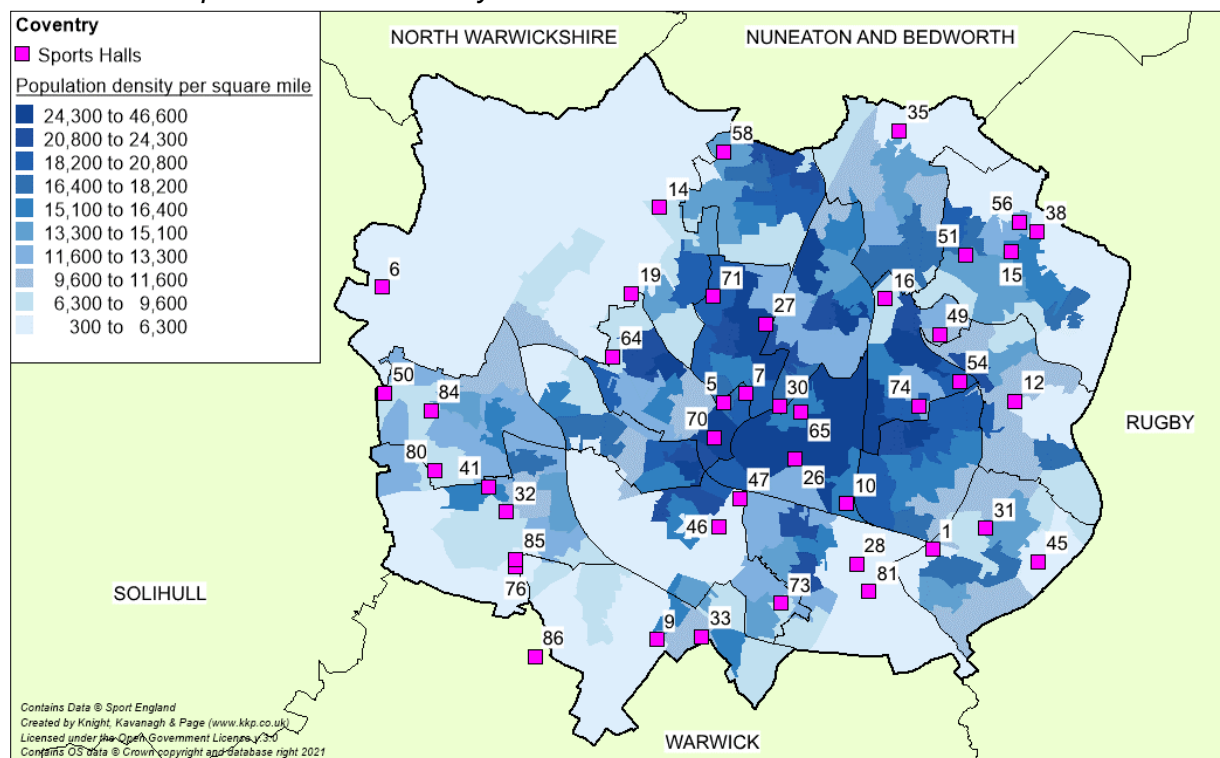 Coventry
Sports Halls
Population density per square mile
24,300 to 46,600
20,800 to 24,300
18,200 to 20,800
16,400 to 18,200
15,100 to 16,400
13,300 to 15,100
11,600 to 13,300
9,600 to 11,600
6,300 to 9,600
300 to 6,300
NORTH WARWICKSHIRE
NUNEATON AND BEDWORTH
35
58
14
56
38
51
15
6
19
71
16
27
49
64
54
50
84
5
7
30
74
12
70
65
RUGBY
80
41
32
47
26
10
46
31
1
85
28
45
76
81
SOLIHULL
73
9
33
86
WARWICK
Contains Data ® Sport England
Created by Knight, Kavanagh & Page (www.kkp.co.uk)
Licensed under the Open Government License v.3.0
Contains OS data © Crown copyright and database right 2021